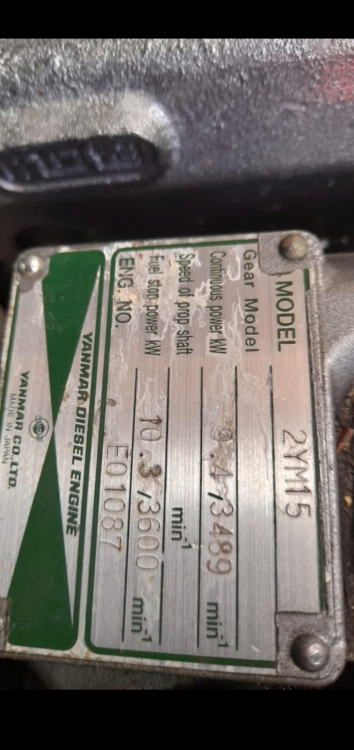 MODEL 2YM15
Gear Model
Continuous power kW 9.4/3489 min⁻¹
Speed of prop shaft min⁻¹
Fuel stop power kW 10.3/3600 min⁻¹
ENG. NO. E01087
YANMAR DIESEL ENGINE
YANMAR CO., LTD.
MADE IN JAPAN